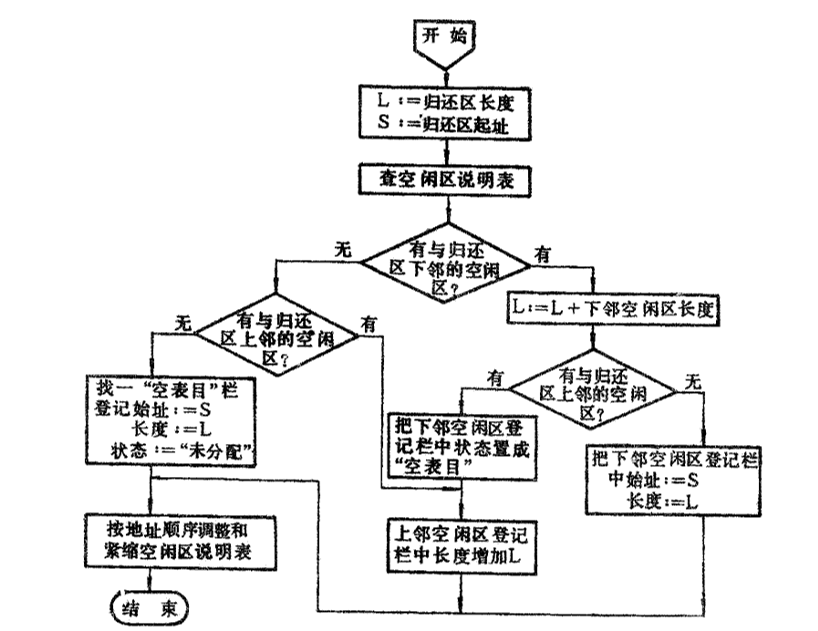 开 始
L:=归还区长度
S:=归还区起址
查空闲区说明表
有与归还
区下邻的空闲
区?
无
有
L:=L+下邻空闲区长度
有与归还
区上邻的空闲
区?
无
有
有与归还
区上邻的空闲
区?
有
无
找一“空表目”栏
登记始址:=S
长度:=L
状态:=“未分配”
把下邻空闲区登
记栏中状态置成
“空表目”
把下邻空闲区登记栏
中始址:=S
长度:=L
按地址顺序调整和
紧缩空闲区说明表
上邻空闲区登记
栏中长度增加L
结 束